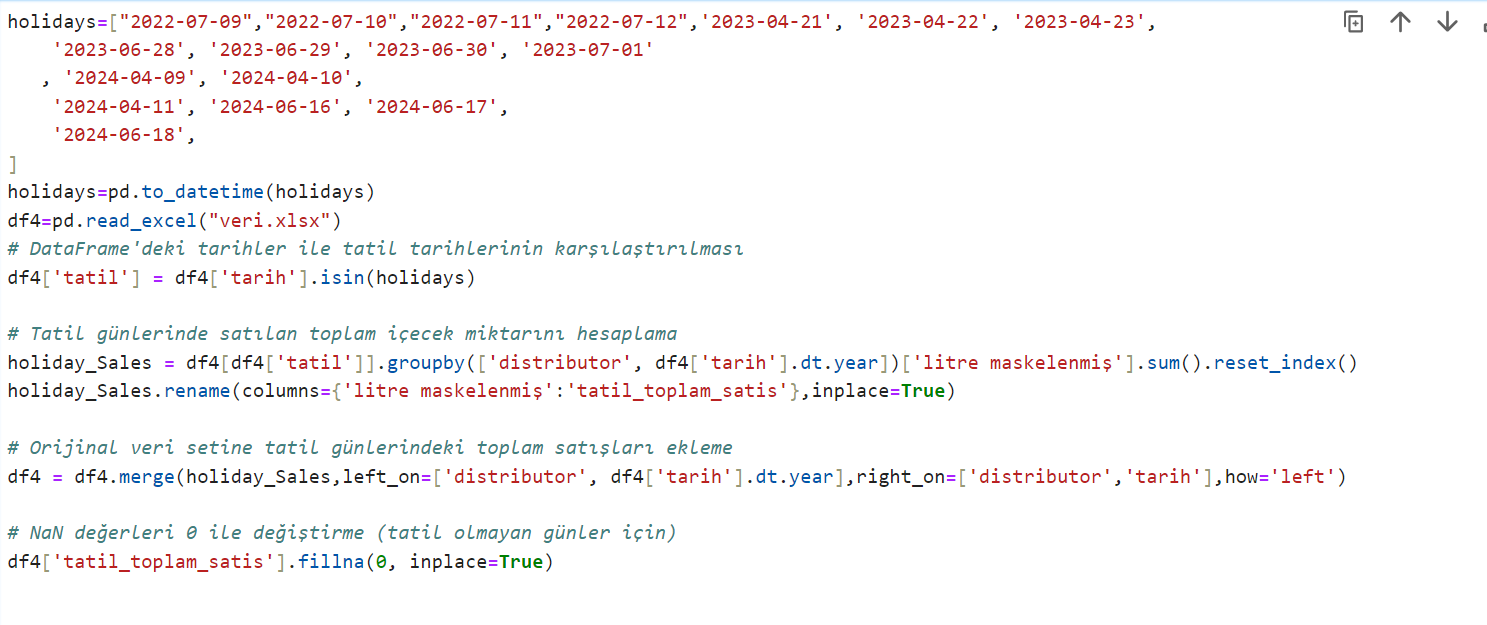 holidays=["2022-07-09","2022-07-10","2022-07-11","2022-07-12",'2023-04-21', '2023-04-22', '2023-04-23',
    '2023-06-28', '2023-06-29', '2023-06-30', '2023-07-01'
   , '2024-04-09', '2024-04-10',
    '2024-04-11', '2024-06-16', '2024-06-17',
    '2024-06-18',
]
holidays=pd.to_datetime(holidays)
df4=pd.read_excel("veri.xlsx")
# DataFrame'deki tarihler ile tatil tarihlerinin karşılaştırılması
df4['tatil'] = df4['tarih'].isin(holidays)
# Tatil günlerinde satılan toplam içecek miktarını hesaplama
holiday_Sales = df4[df4['tatil']].groupby(['distributor', df4['tarih'].dt.year])['litre maskelenmiş'].sum().reset_index()
holiday_Sales.rename(columns={'litre maskelenmiş':'tatil_toplam_satis'},inplace=True)
# Orijinal veri setine tatil günlerindeki toplam satışları ekleme
df4 = df4.merge(holiday_Sales,left_on=['distributor', df4['tarih'].dt.year],right_on=['distributor','tarih'],how='left')
# NaN değerleri 0 ile değiştirme (tatil olmayan günler için)
df4['tatil_toplam_satis'].fillna(0, inplace=True)